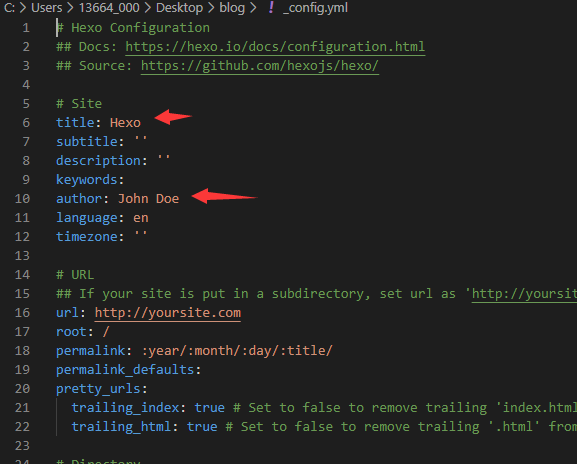 C: > Users > 13664_000 > Desktop > blog > ! _config.yml
1 # Hexo Configuration
2 ## Docs: https://hexo.io/docs/configuration.html
3 ## Source: https://github.com/hexojs/hexo/
4
5 # Site
6 title: Hexo
7 subtitle: ''
8 description: ''
9 keywords:
10 author: John Doe
11 language: en
12 timezone: ''
13
14 # URL
15 ## If your site is put in a subdirectory, set url as 'http://yoursit
16 url: http://yoursite.com
17 root: /
18 permalink: :year/:month/:day/:title/
19 permalink_defaults:
20 pretty_urls:
21 trailing_index: true # Set to false to remove trailing 'index.html
22 trailing_html: true # Set to false to remove trailing '.html' from
23
# Directory